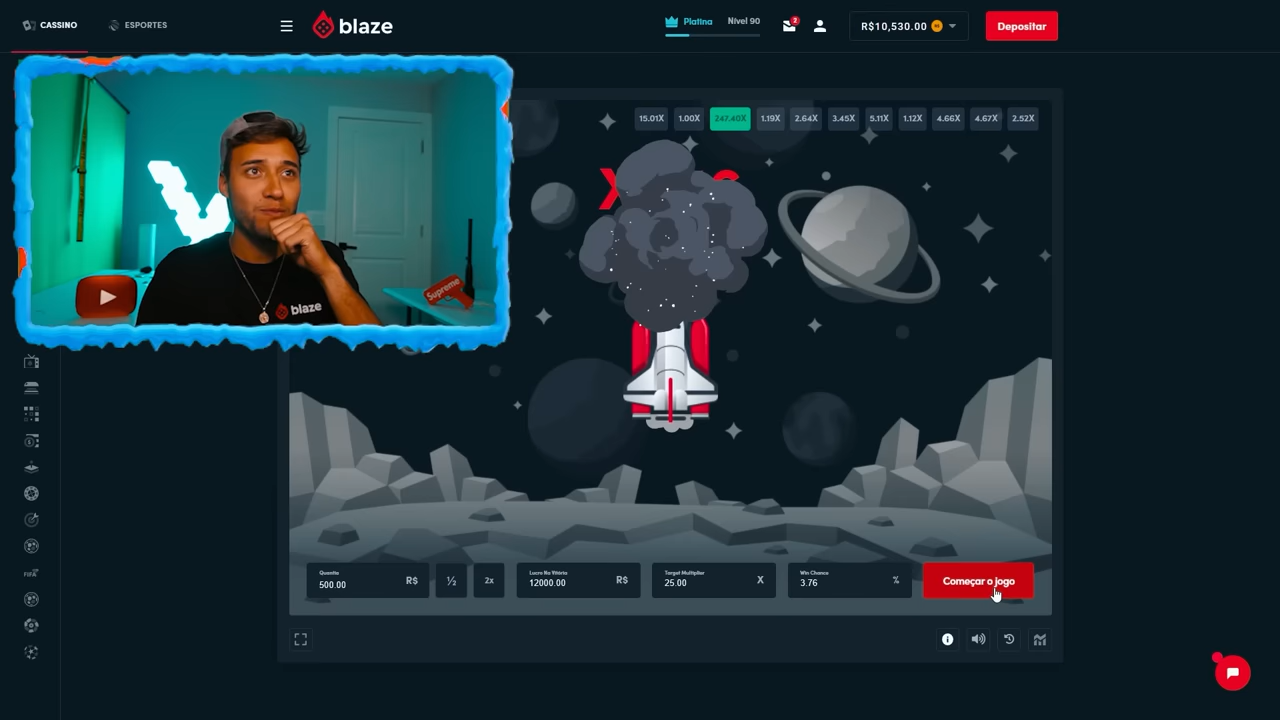 CASSINO
ESPORTES
blaze
Platina
Nível 90
2
R$10,530.00
Depositar
15.01X
1.00X
247.40X
1.19X
2.64X
3.45X
5.11X
1.12X
4.66X
4.67X
2.52X
Supreme
blaze
Quantia
500.00
R$
½
2x
Lucro Na Vitória
12000.00
R$
Target Multiplier
25.00
X
Win Chance
3.76
%
Começar o jogo
FIFA